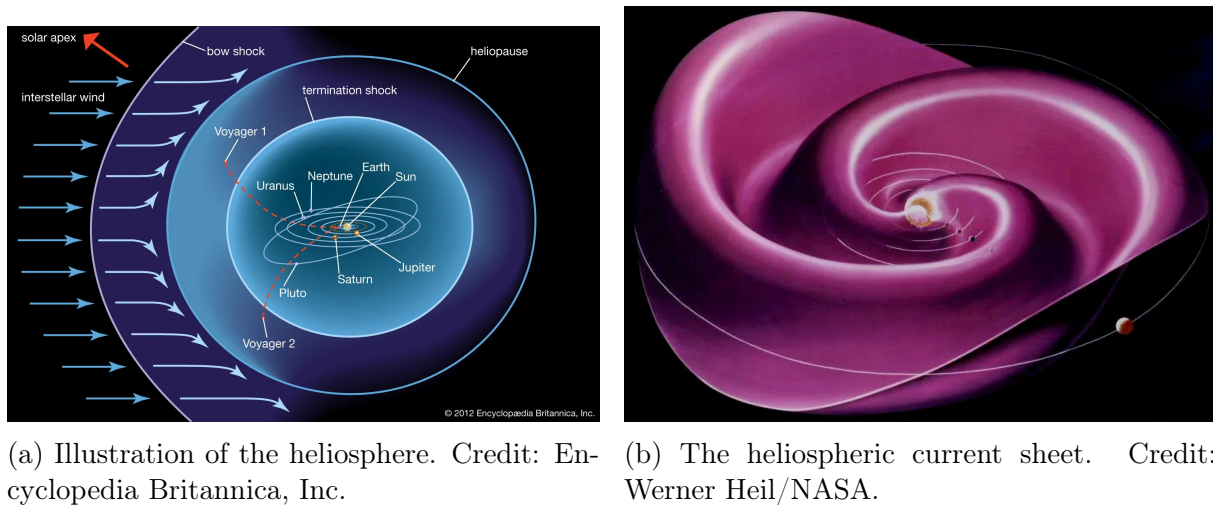 solar apex
bow shock
heliopause
interstellar wind
termination shock
Voyager 1
Earth
Neptune
Sun
Uranus
Jupiter
Saturn
Pluto
Voyager 2
© 2012 Encyclopædia Britannica, Inc.
(a) Illustration of the heliosphere. Credit: En-
cyclopedia Britannica, Inc.
(b) The heliospheric current sheet. Credit:
Werner Heil/NASA.